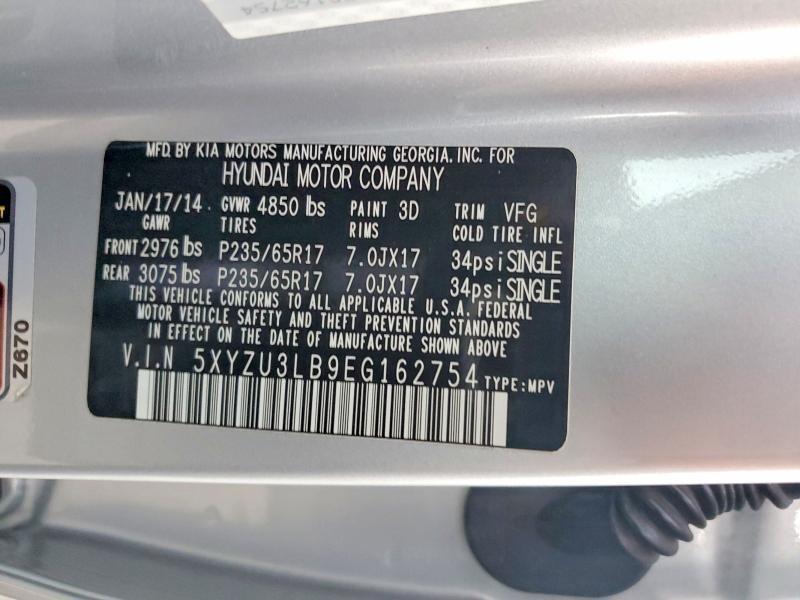 162754
MFD. BY KIA MOTORS MANUFACTURING GEORGIA. INC. FOR
HYUNDAI MOTOR COMPANY
JAN/17/14 GVWR 4850 lbs PAINT 3D TRIM VFG
GAWR TIRES RIMS COLD TIRE INFL
FRONT 2976 lbs P235/65R17 7.0JX17 34psi SINGLE
REAR 3075 lbs P235/65R17 7.0JX17 34psi SINGLE
THIS VEHICLE CONFORMS TO ALL APPLICABLE U.S.A. FEDERAL
MOTOR VEHICLE SAFETY AND THEFT PREVENTION STANDARDS
IN EFFECT ON THE DATE OF MANUFACTURE SHOWN ABOVE
V.I.N 5XYZU3LB9EG162754 TYPE:MPV
Z670